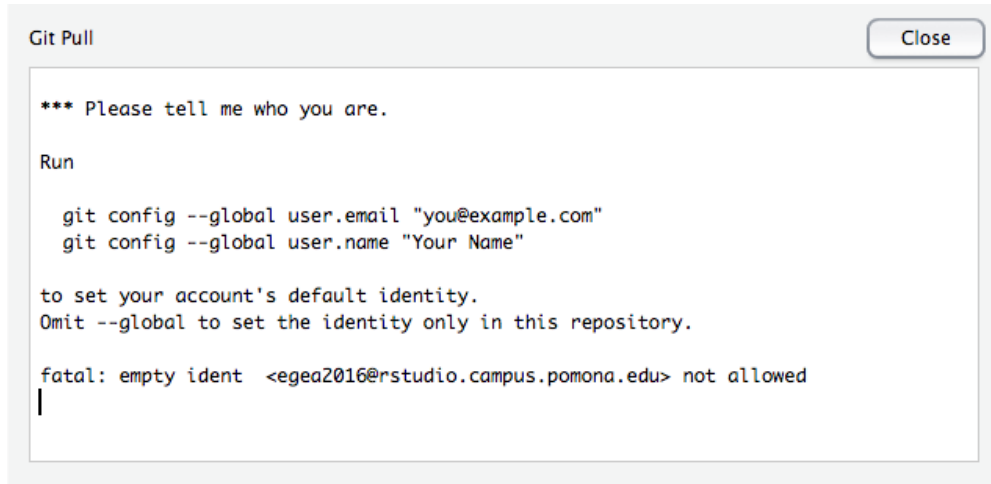 Git Pull
Close
*** Please tell me who you are.
Run
git config --global user.email "you@example.com"
git config --global user.name "Your Name"
to set your account's default identity.
Omit --global to set the identity only in this repository.
fatal: empty ident  <egea2016@rstudio.campus.pomona.edu> not allowed